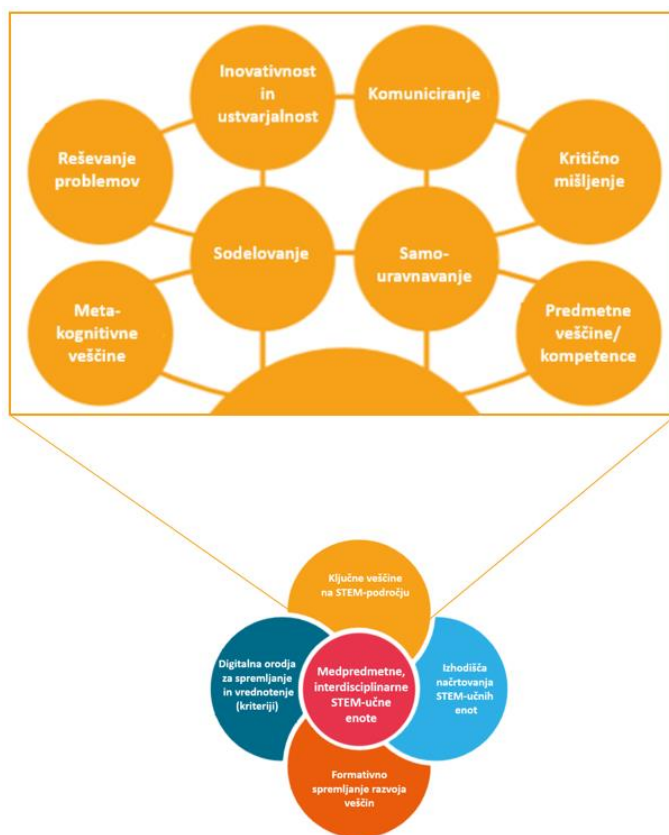 Inovativnost
in
ustvarjalnost
Komuniciranje
Reševanje
problemov
Kritično
mišljenje
Sodelovanje
Samo-
uravnavanje
Meta-
kognitivne
veščine
Predmetne
veščine/
kompetence
Ključne veščine
na STEM-področju
Digitalna orodja
za spremljanje
in vrednotenje
(kriteriji)
Medpredmetne,
interdisciplinarne
STEM-učne
enote
Izhodišča
načrtovanja
STEM-učnih
enot
Formativno
spremljanje razvoja
veščin